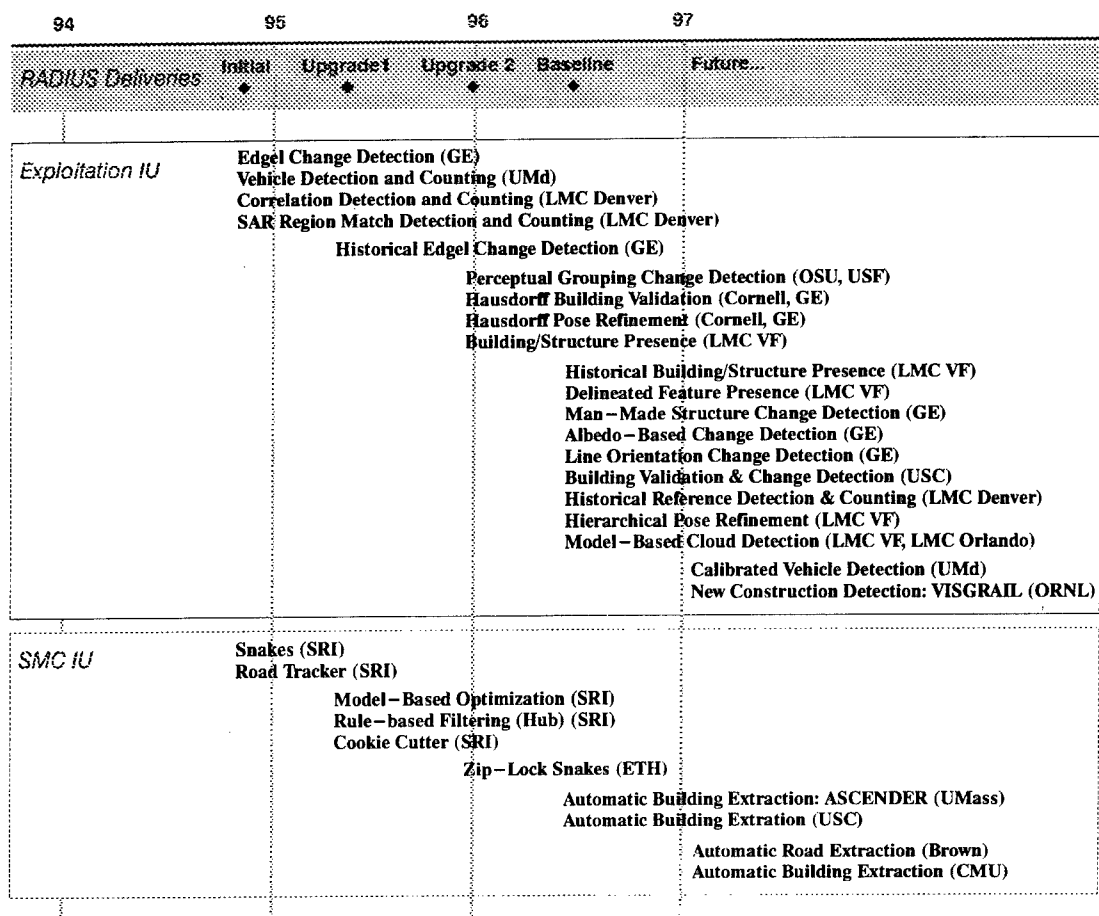 94 95 96 97
RADIUS Deliveries Initial Upgrade1 Upgrade 2 Baseline Future...
Exploitation IU
Edgel Change Detection (GE)
Vehicle Detection and Counting (UMd)
Correlation Detection and Counting (LMC Denver)
SAR Region Match Detection and Counting (LMC Denver)
Historical Edgel Change Detection (GE)
Perceptual Grouping Change Detection (OSU, USF)
Hausdorff Building Validation (Cornell, GE)
Hausdorff Pose Refinement (Cornell, GE)
Building/Structure Presence (LMC VF)
Historical Building/Structure Presence (LMC VF)
Delineated Feature Presence (LMC VF)
Man-Made Structure Change Detection (GE)
Albedo-Based Change Detection (GE)
Line Orientation Change Detection (GE)
Building Validation & Change Detection (USC)
Historical Reference Detection & Counting (LMC Denver)
Hierarchical Pose Refinement (LMC VF)
Model-Based Cloud Detection (LMC VF, LMC Orlando)
Calibrated Vehicle Detection (UMd)
New Construction Detection: VISGRAIL (ORNL)
SMC IU
Snakes (SRI)
Road Tracker (SRI)
Model-Based Optimization (SRI)
Rule-based Filtering (Hub) (SRI)
Cookie Cutter (SRI)
Zip-Lock Snakes (ETH)
Automatic Building Extraction: ASCENDER (UMass)
Automatic Building Extration (USC)
Automatic Road Extraction (Brown)
Automatic Building Extraction (CMU)